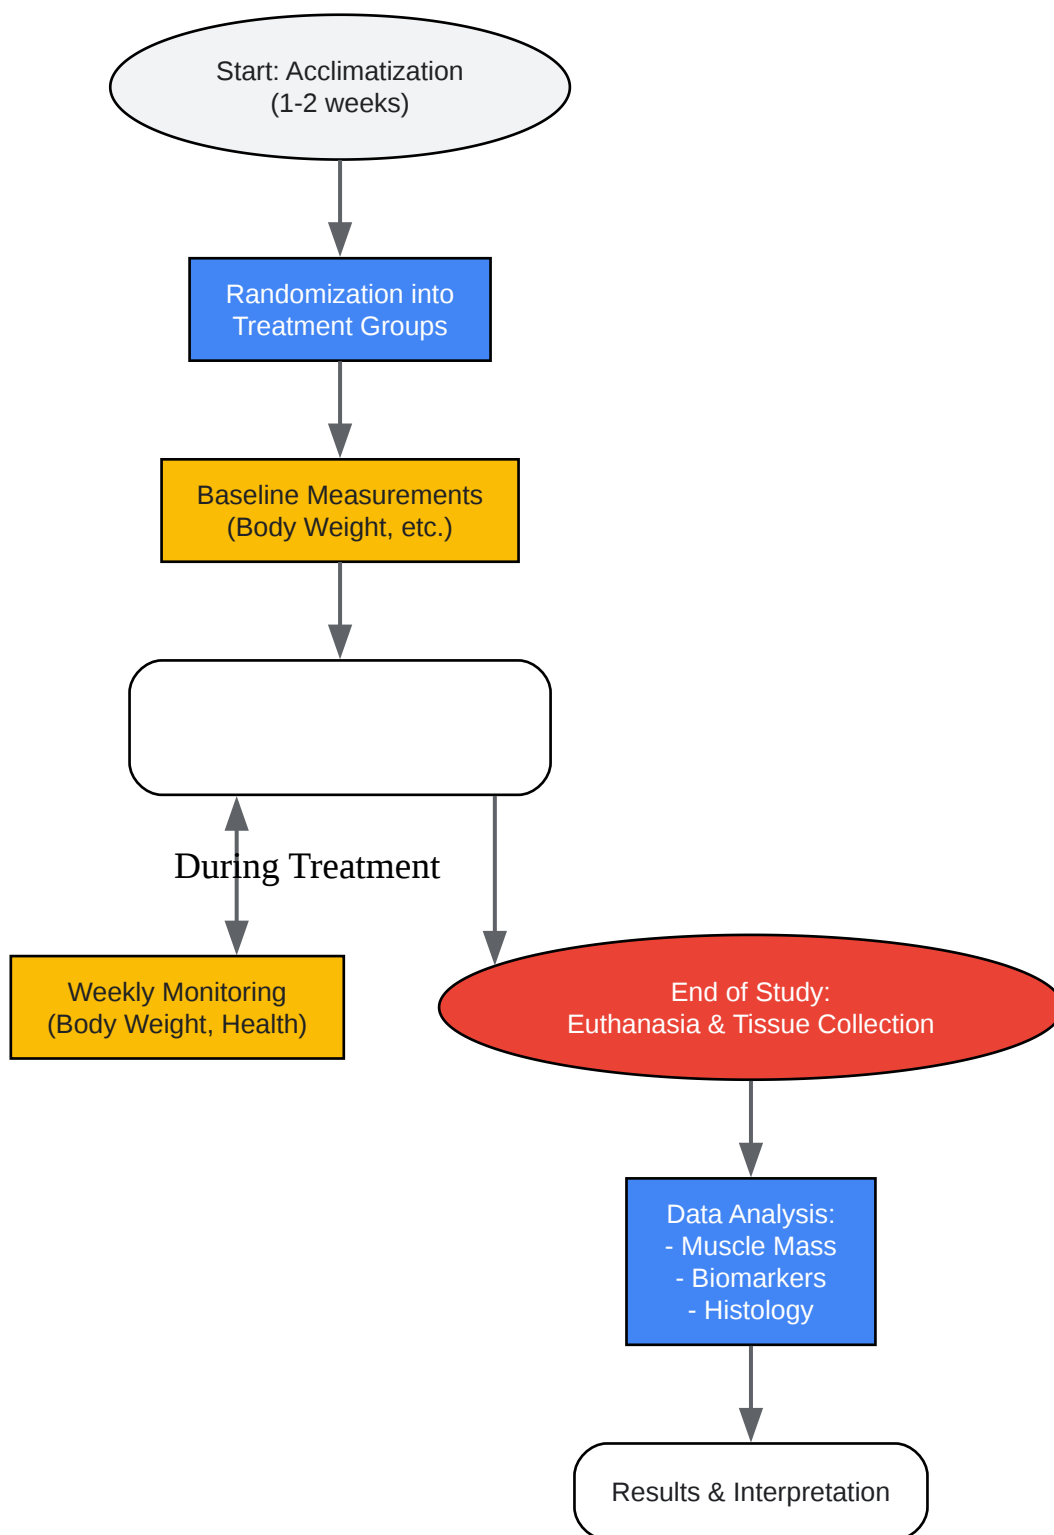 Start: Acclimatization
(1-2 weeks)
Randomization into
Treatment Groups
Baseline Measurements
(Body Weight, etc.)
During Treatment
Weekly Monitoring
(Body Weight, Health)
End of Study:
Euthanasia & Tissue Collection
Data Analysis:
- Muscle Mass
- Biomarkers
- Histology
Results & Interpretation